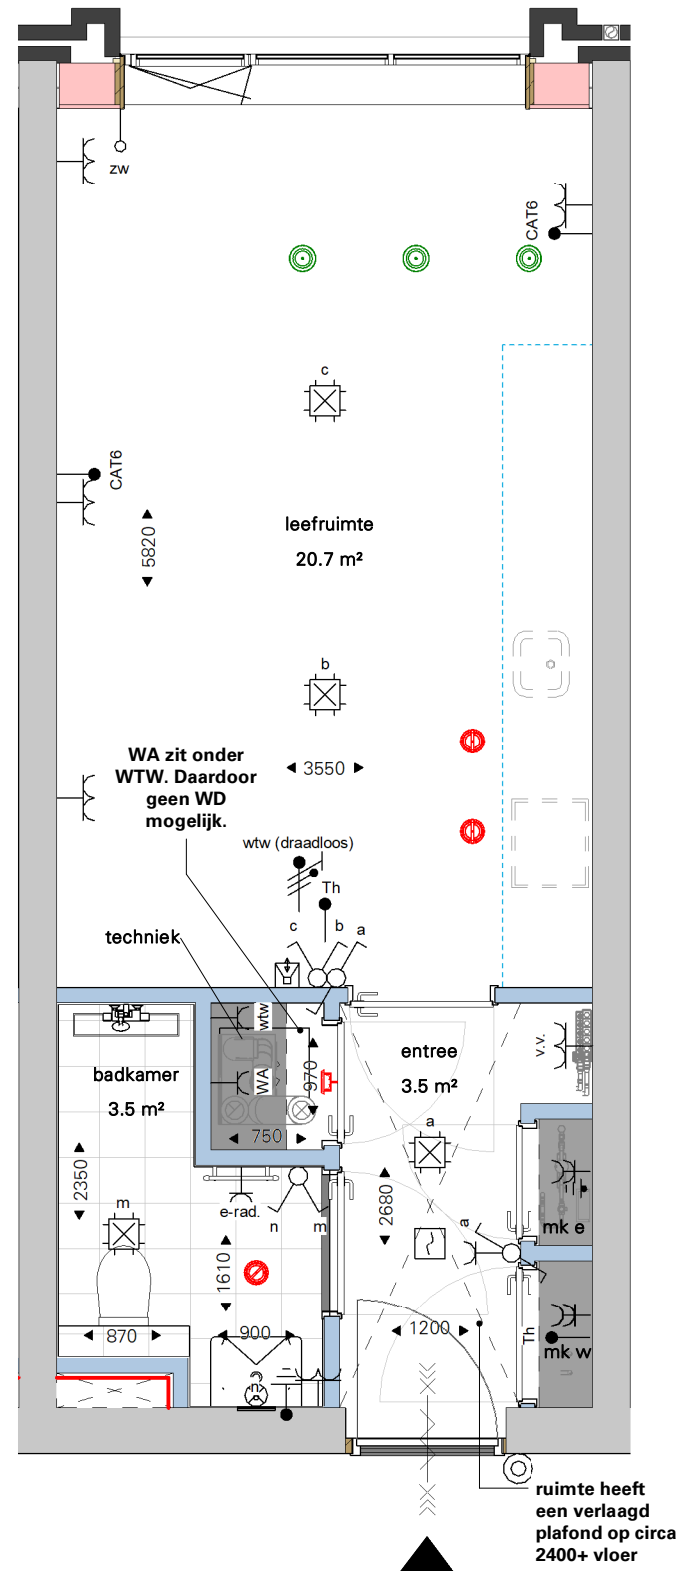 zw
CAT6
c
CAT6
leefruimte
20.7 m²
5820
b
WA zit onder
WTW. Daardoor
geen WD
mogelijk.
3550
wtw (draadloos)
Th
c
b
a
techniek
wtw
badkamer
3.5 m²
WA
970
750
entree
3.5 m²
v.v.
a
2350
m
e-rad.
n
m
2680
a
mk e
1610
870
900
1200
Th
mk w
n
ruimte heeft
een verlaagd
plafond op circa
2400+ vloer